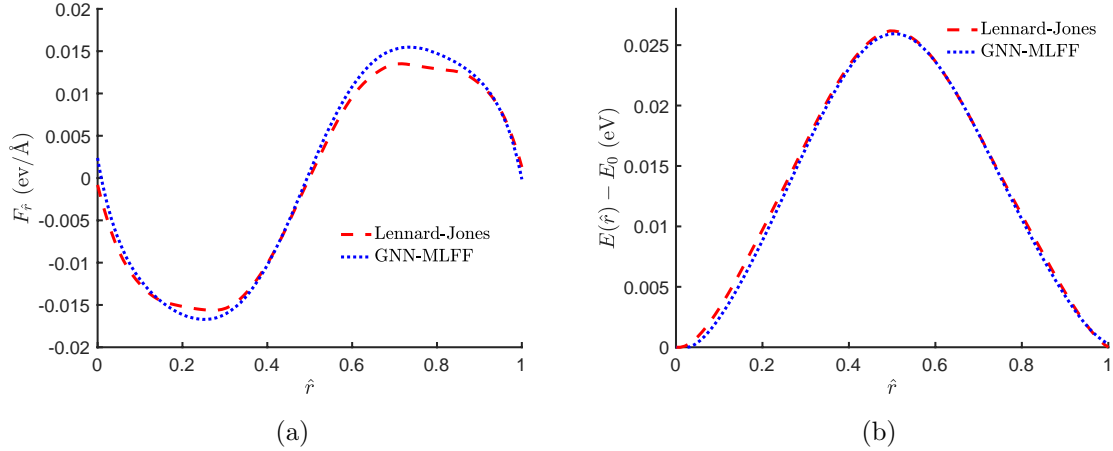 0.02
0.015
0.01
0.005
0
-0.005
-0.01
-0.015
-0.02
F_r̂ (ev/Å)
Lennard-Jones
GNN-MLFF
0 0.2 0.4 0.6 0.8 1
r̂
(a)
0.025
0.02
0.015
0.01
0.005
0
E(r̂) − E₀ (eV)
Lennard-Jones
GNN-MLFF
0 0.2 0.4 0.6 0.8 1
r̂
(b)